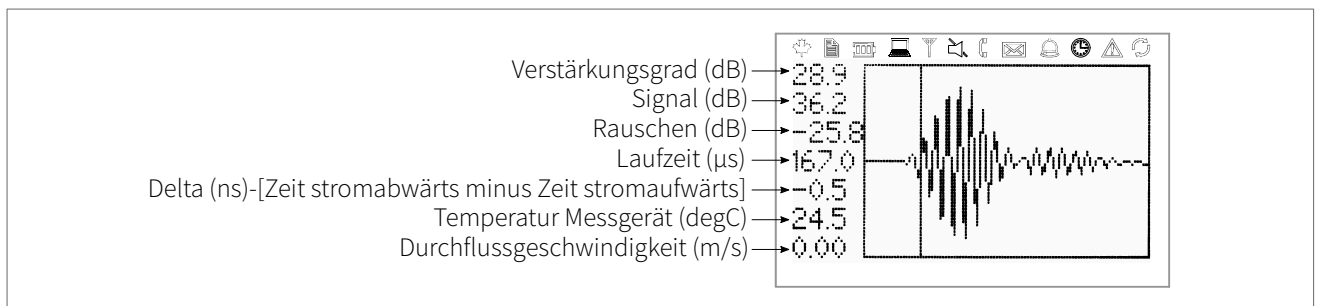 Verstärkungsgrad (dB) 28.9
Signal (dB) 36.2
Rauschen (dB) -25.8
Laufzeit (µs) 167.0
Delta (ns)-[Zeit stromabwärts minus Zeit stromaufwärts] -0.5
Temperatur Messgerät (degC) 24.5
Durchflussgeschwindigkeit (m/s) 0.00